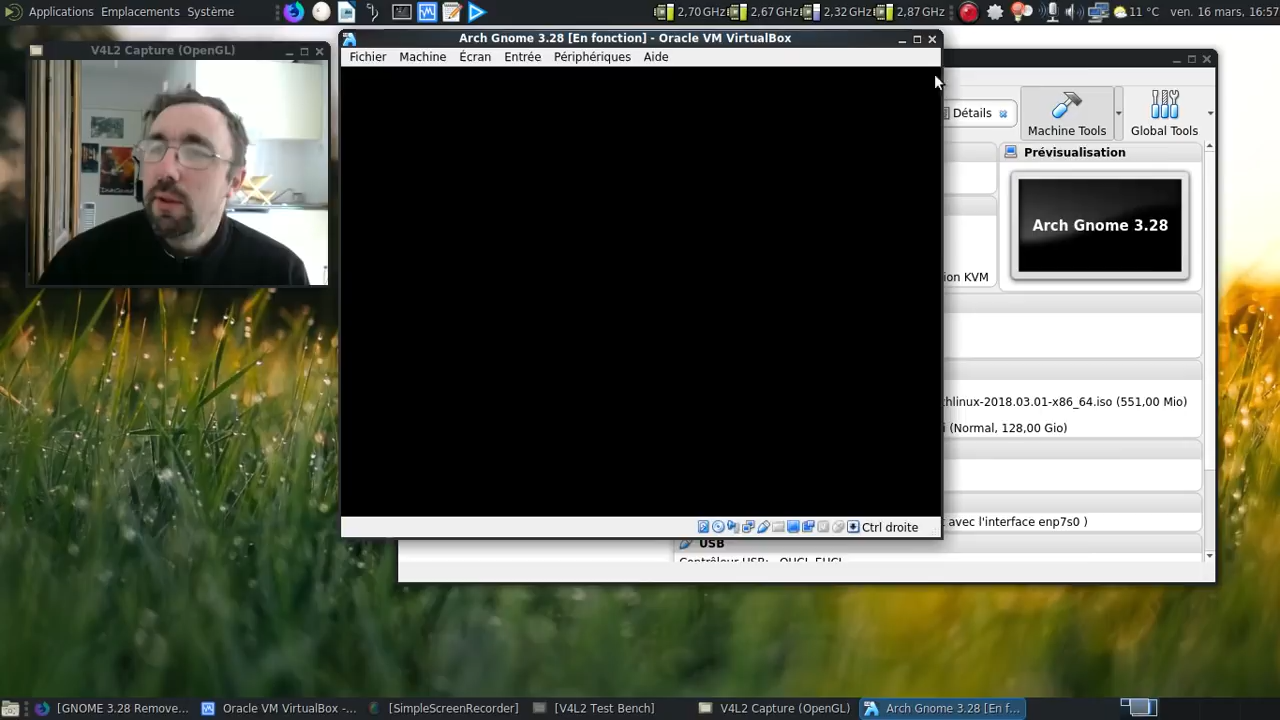 Applications Emplacements Système
2,70 GHz 2,67 GHz 2,32 GHz 2,87 GHz
11 °C ven. 16 mars, 16:57
V4L2 Capture (OpenGL)
Arch Gnome 3.28 [En fonction] - Oracle VM VirtualBox
Fichier Machine Écran Entrée Périphériques Aide
Détails
Machine Tools
Global Tools
Prévisualisation
Arch Gnome 3.28
ion KVM
hlinux-2018.03.01-x86_64.iso (551,00 Mio)
i (Normal, 128,00 Gio)
avec l'interface enp7s0 )
Ctrl droite
USB
Contrôleur USB: OHCI, EHCI
[GNOME 3.28 Remove... Oracle VM VirtualBox -... [SimpleScreenRecorder] [V4L2 Test Bench] V4L2 Capture (OpenGL) Arch Gnome 3.28 [En f...